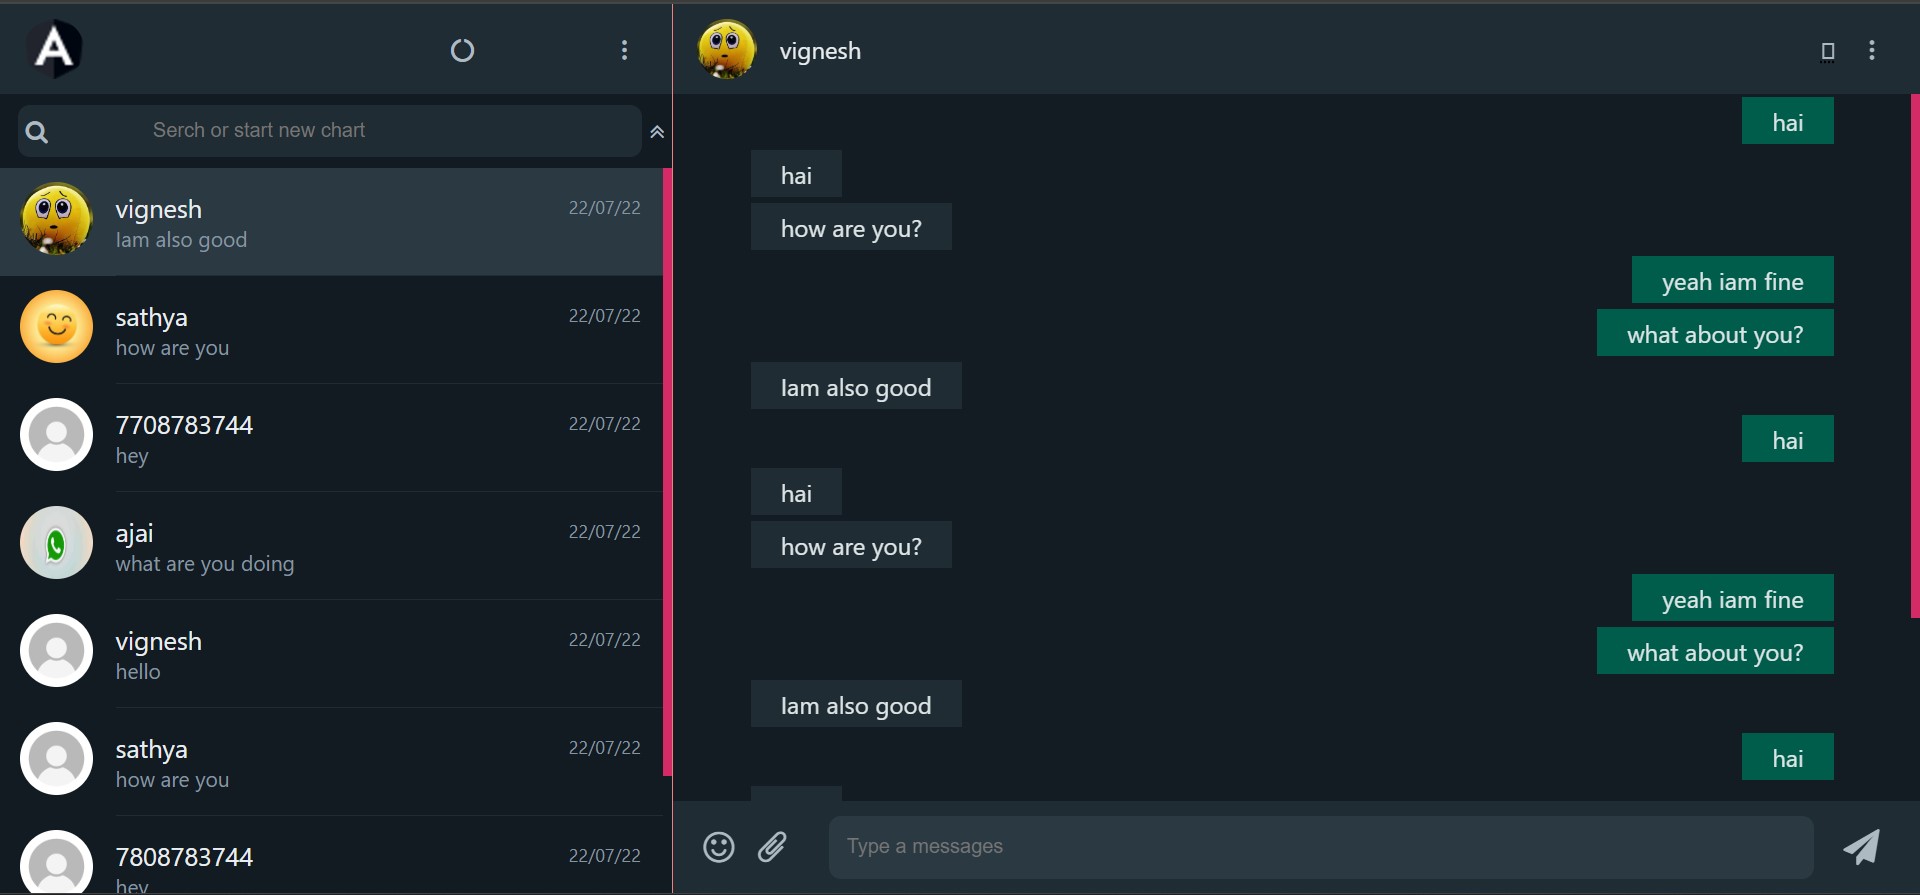 A
Serch or start new chart
vignesh
22/07/22
Iam also good
sathya
22/07/22
how are you
7708783744
22/07/22
hey
ajai
22/07/22
what are you doing
vignesh
22/07/22
hello
sathya
22/07/22
how are you
7808783744
22/07/22
hey
vignesh
hai
hai
how are you?
yeah iam fine
what about you?
Iam also good
hai
hai
how are you?
yeah iam fine
what about you?
Iam also good
hai
Type a messages